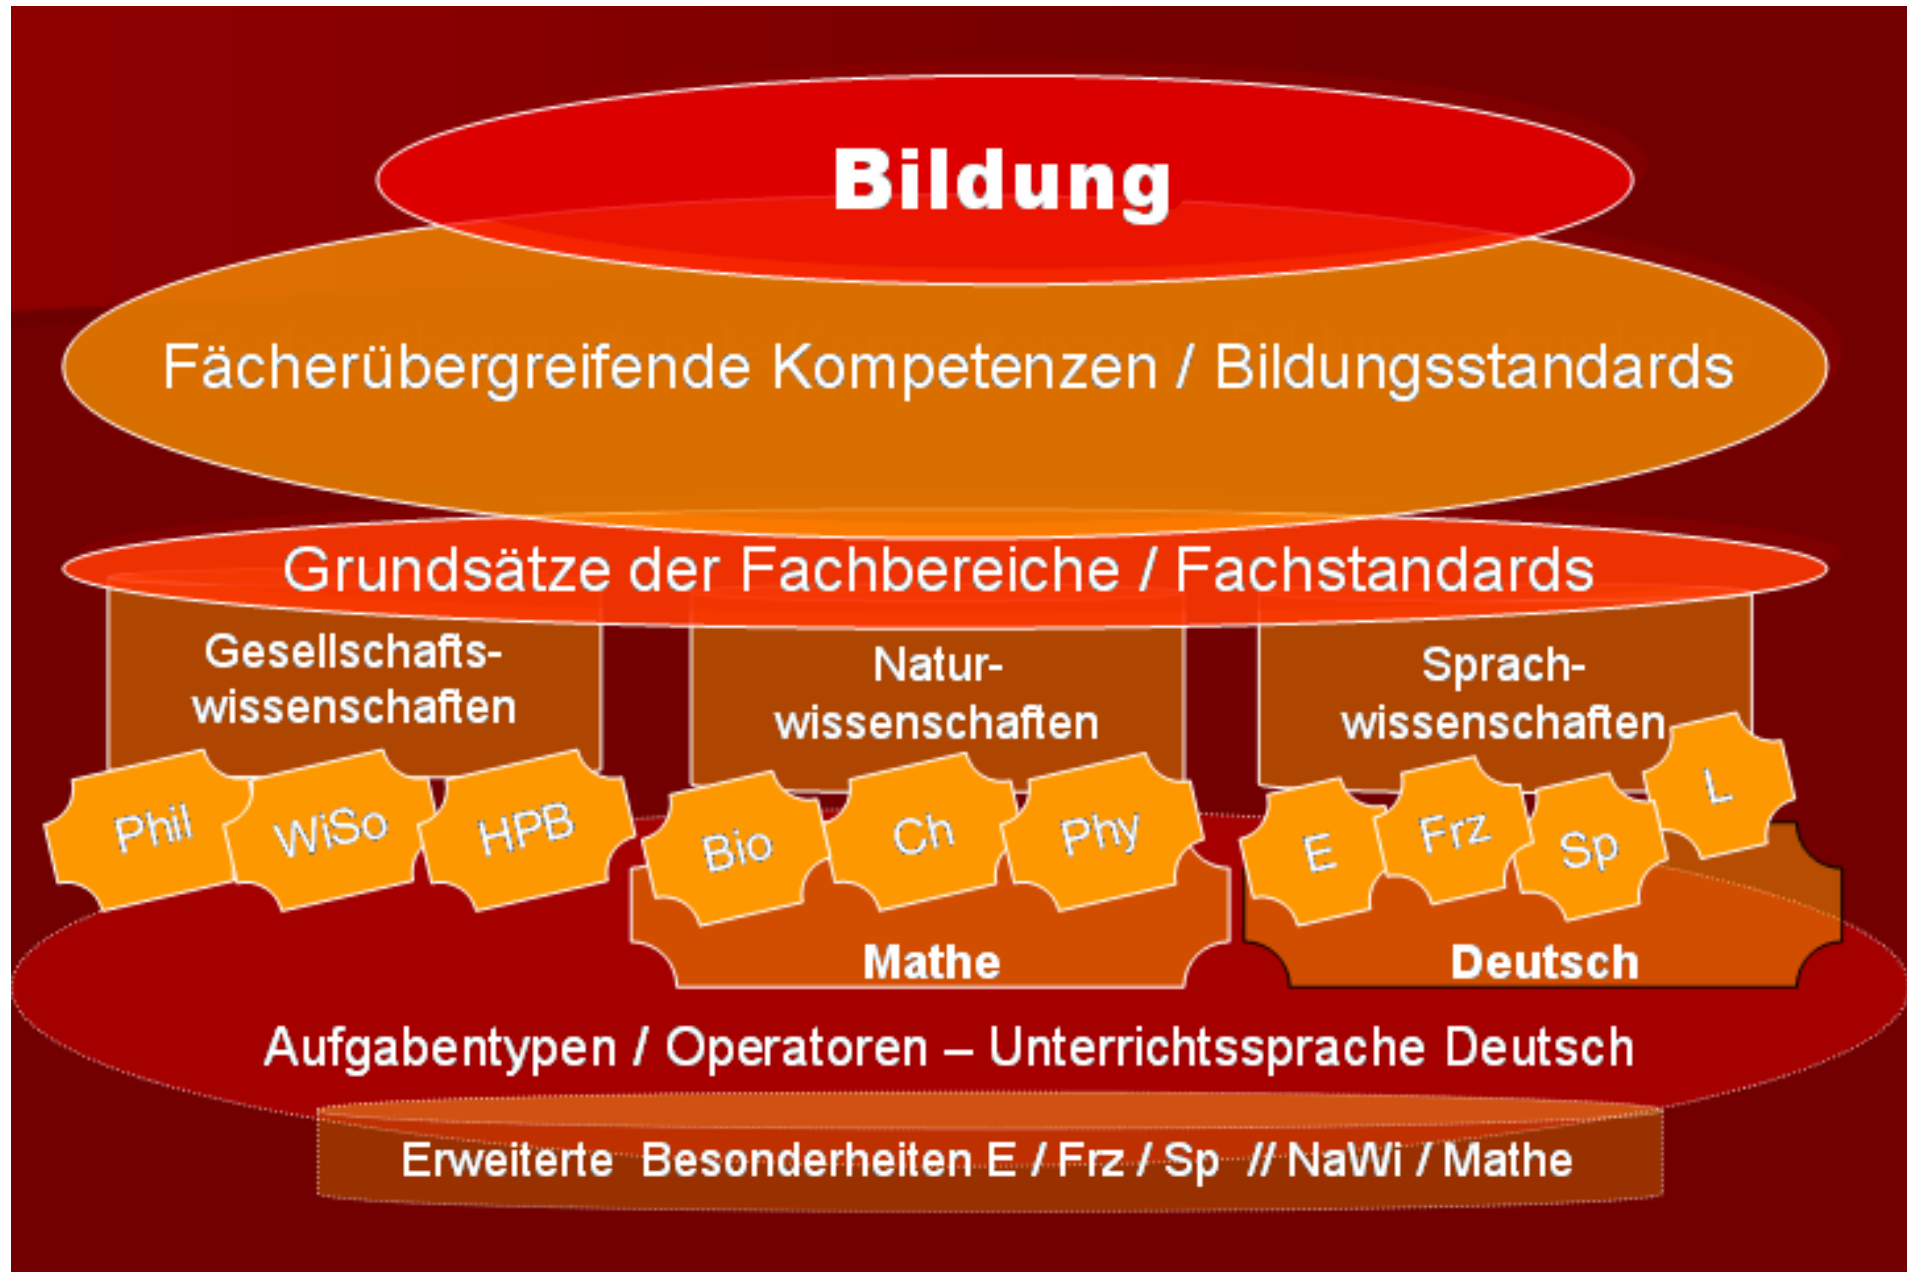 Bildung
Fächerübergreifende Kompetenzen / Bildungsstandards
Grundsätze der Fachbereiche / Fachstandards
Gesellschafts-
wissenschaften
Natur-
wissenschaften
Sprach-
wissenschaften
Phil
WiSo
HPB
Bio
Ch
Phy
E
Frz
Sp
L
Mathe
Deutsch
Aufgabentypen / Operatoren – Unterrichtssprache Deutsch
Erweiterte Besonderheiten E / Frz / Sp // NaWi / Mathe